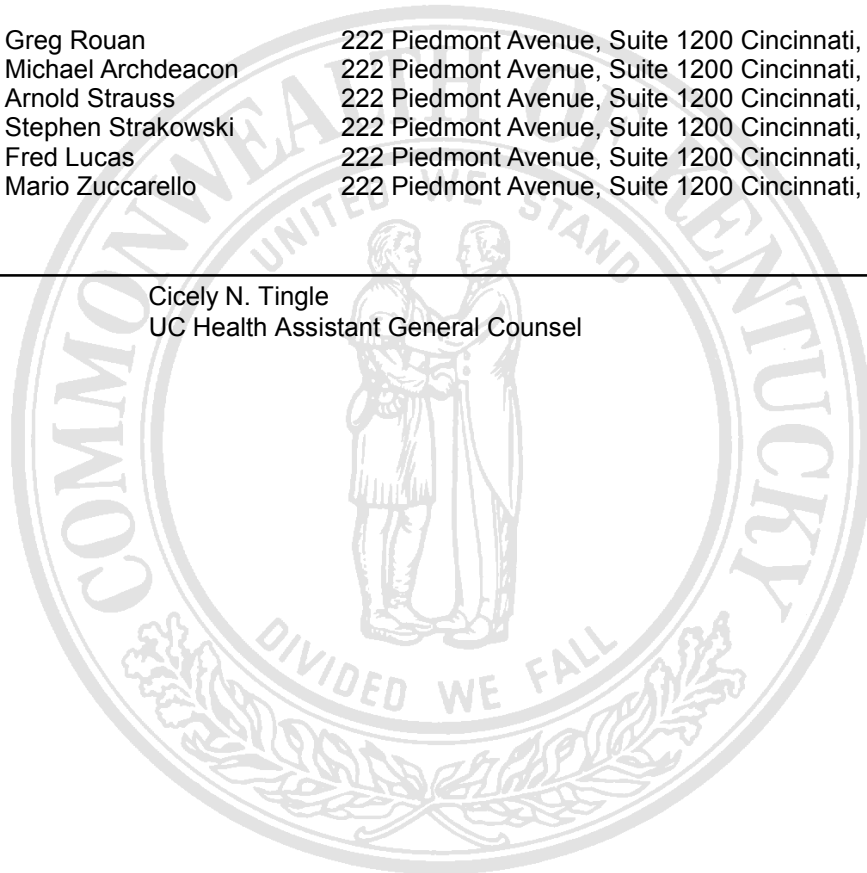 Greg Rouan 222 Piedmont Avenue, Suite 1200 Cincinnati,
Michael Archdeacon 222 Piedmont Avenue, Suite 1200 Cincinnati,
Arnold Strauss 222 Piedmont Avenue, Suite 1200 Cincinnati,
Stephen Strakowski 222 Piedmont Avenue, Suite 1200 Cincinnati,
Fred Lucas 222 Piedmont Avenue, Suite 1200 Cincinnati,
Mario Zuccarello 222 Piedmont Avenue, Suite 1200 Cincinnati,
Cicely N. Tingle
UC Health Assistant General Counsel
COMMONWEALTH OF KENTUCKY
UNITED WE STAND
DIVIDED WE FALL